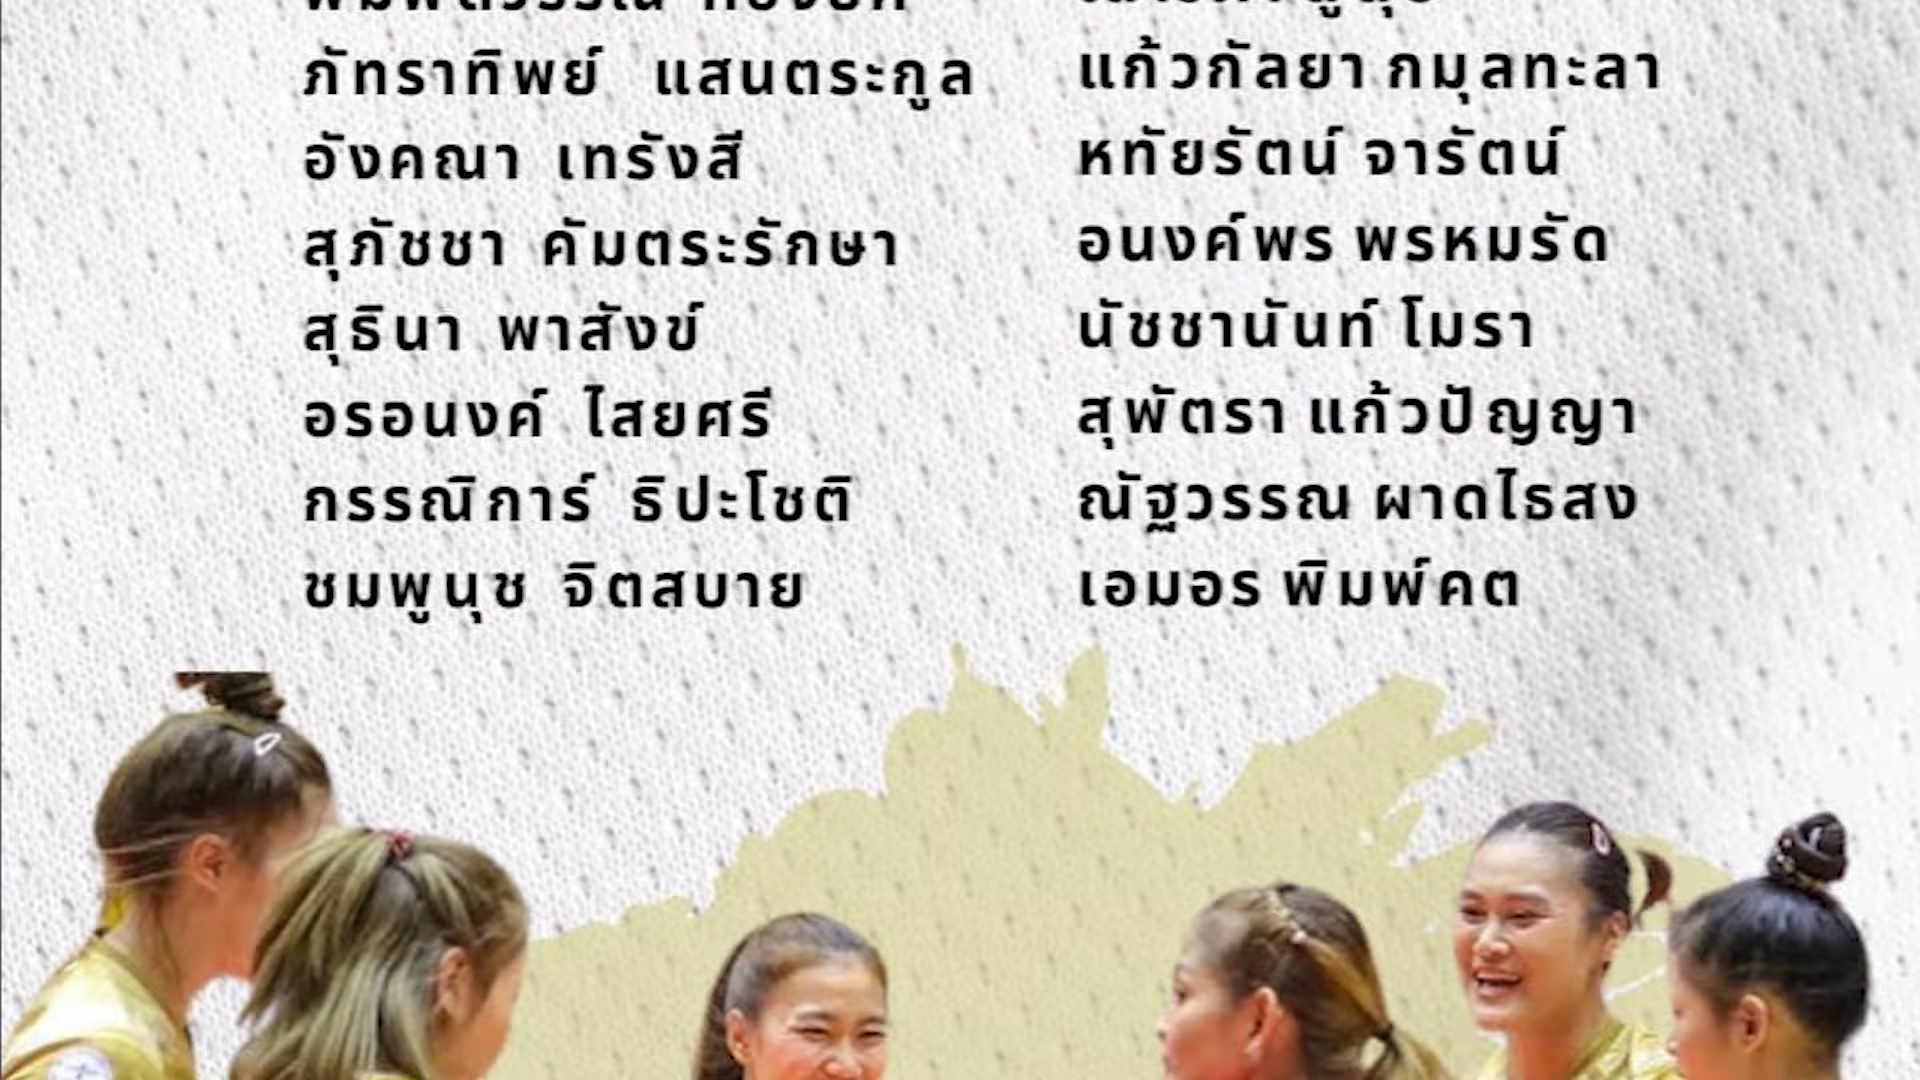 ภัทราทิพย์ แสนตระกูล
อังคณา เทรังสี
สุภัชชา คัมตระรักษา
สุธินา พาสังข์
อรอนงค์ ไสยศรี
กรรณิการ์ ธิปะโชติ
ชมพูนุช จิตสบาย
แก้วกัลยา กมุลทะลา
หทัยรัตน์ จารัตน์
อนงค์พร พรหมรัด
นัชชานันท์ โมรา
สุพัตรา แก้วปัญญา
ณัฐวรรณ ผาดไธสง
เอมอร พิมพ์คต